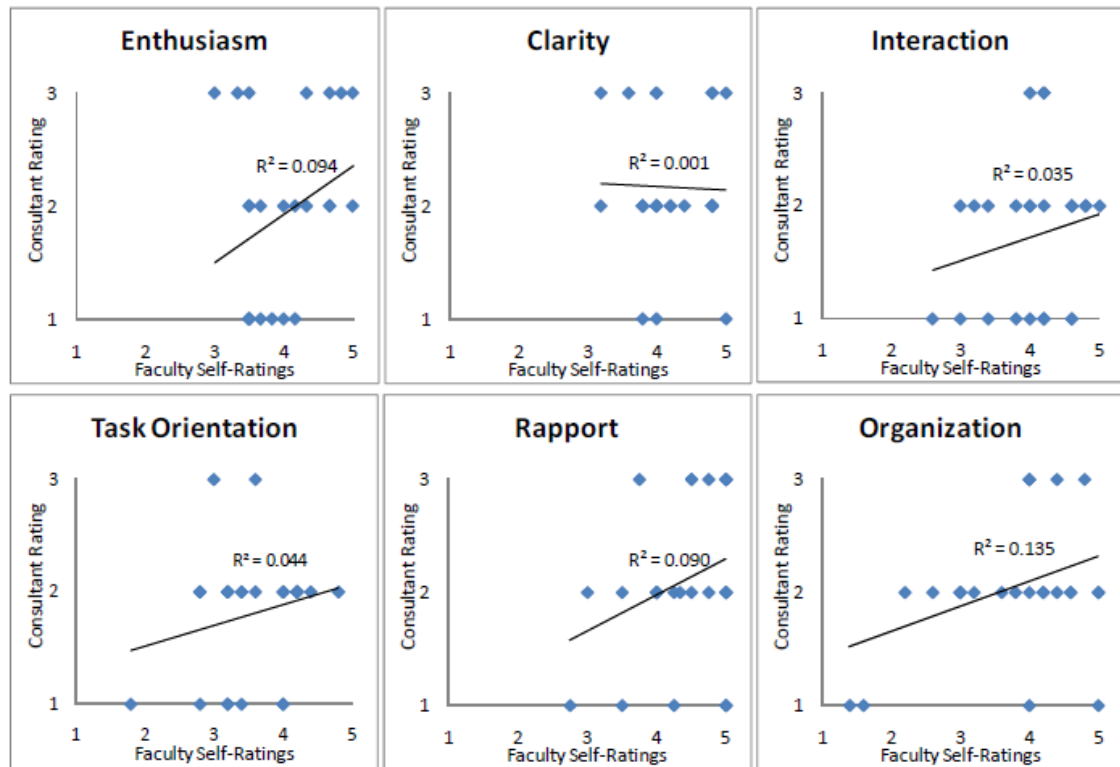 Enthusiasm
Consultant Rating
3
2
1
R² = 0.094
1 2 3 4 5
Faculty Self-Ratings
Clarity
Consultant Rating
3
2
1
R² = 0.001
1 2 3 4 5
Faculty Self-Ratings
Interaction
Consultant Rating
3
2
1
R² = 0.035
1 2 3 4 5
Faculty Self-Ratings
Task Orientation
Consultant Rating
3
2
1
R² = 0.044
1 2 3 4 5
Faculty Self-Ratings
Rapport
Consultant Rating
3
2
1
R² = 0.090
1 2 3 4 5
Faculty Self-Ratings
Organization
Consultant Rating
3
2
1
R² = 0.135
1 2 3 4 5
Faculty Self-Ratings